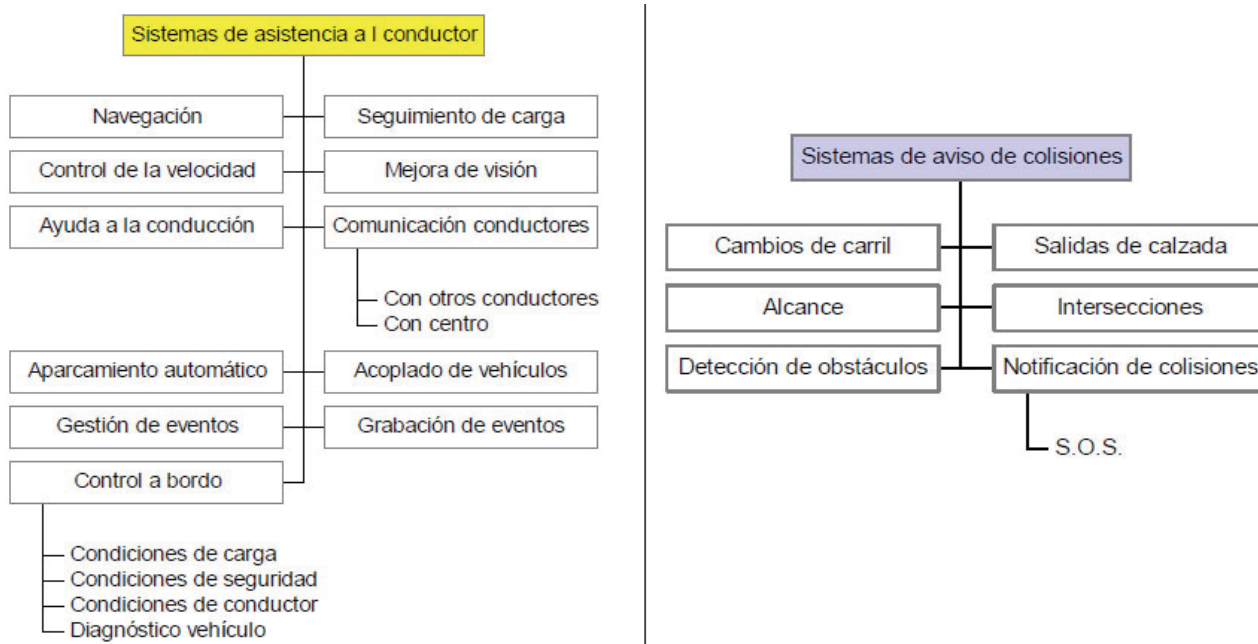 Sistemas de asistencia a l conductor
Navegación
Seguimiento de carga
Control de la velocidad
Mejora de visión
Ayuda a la conducción
Comunicación conductores
Con otros conductores
Con centro
Aparcamiento automático
Acoplado de vehículos
Gestión de eventos
Grabación de eventos
Control a bordo
Condiciones de carga
Condiciones de seguridad
Condiciones de conductor
Diagnóstico vehículo
Sistemas de aviso de colisiones
Cambios de carril
Salidas de calzada
Alcance
Intersecciones
Detección de obstáculos
Notificación de colisiones
S.O.S.